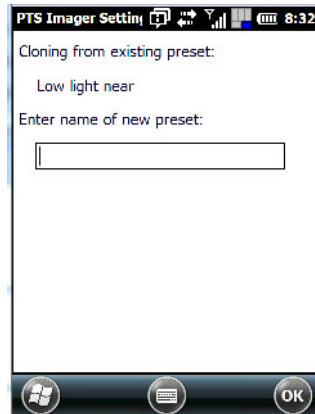 PTS Imager Settin 8:32
Cloning from existing preset:
Low light near
Enter name of new preset:
OK